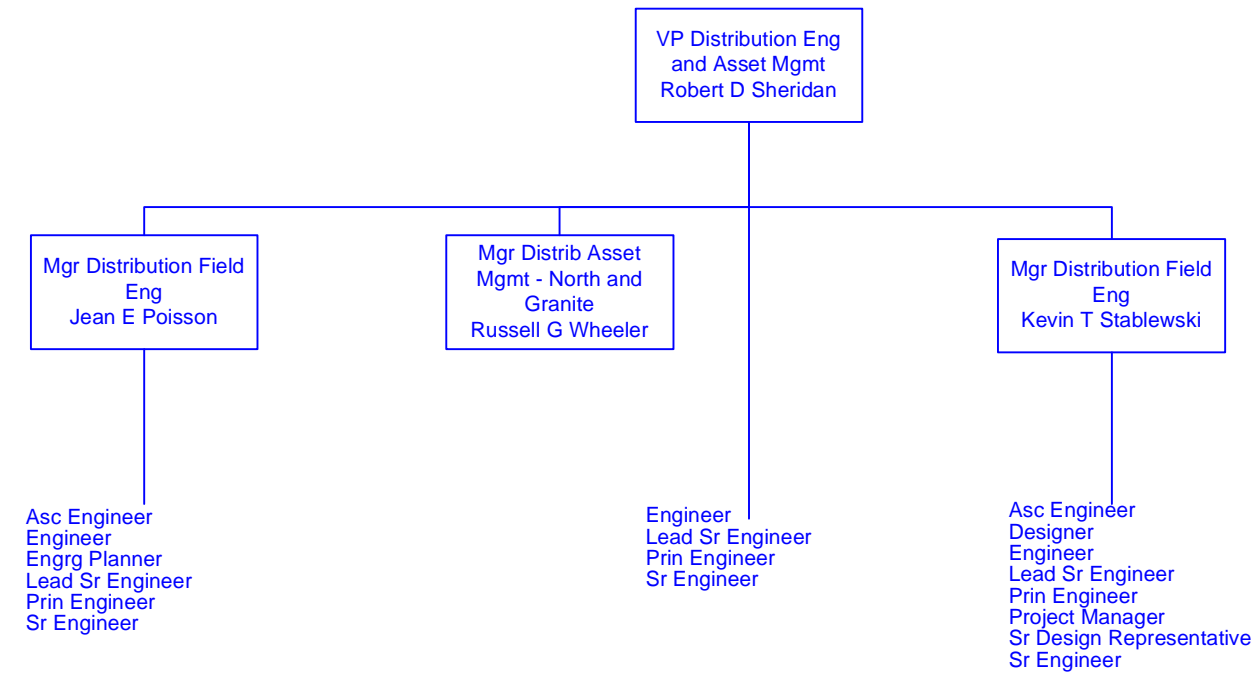 VP Distribution Eng
and Asset Mgmt
Robert D Sheridan
Mgr Distribution Field
Eng
Jean E Poisson
Mgr Distrib Asset
Mgmt - North and
Granite
Russell G Wheeler
Mgr Distribution Field
Eng
Kevin T Stablewski
Asc Engineer
Engineer
Engrg Planner
Lead Sr Engineer
Prin Engineer
Sr Engineer
Engineer
Lead Sr Engineer
Prin Engineer
Sr Engineer
Asc Engineer
Designer
Engineer
Lead Sr Engineer
Prin Engineer
Project Manager
Sr Design Representative
Sr Engineer